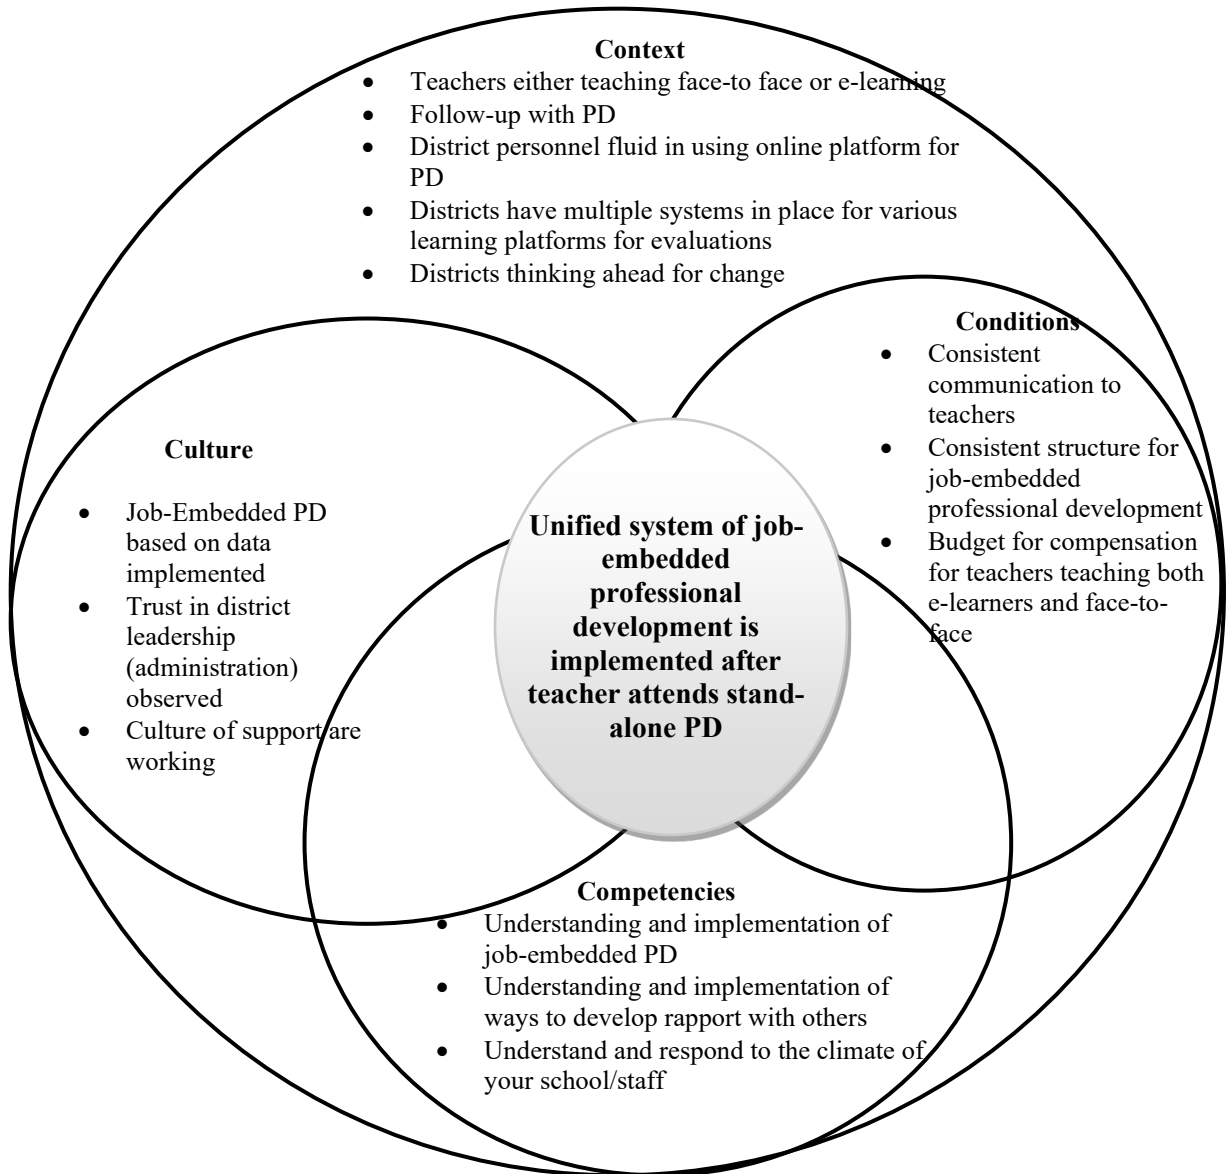 Context
• Teachers either teaching face-to face or e-learning
• Follow-up with PD
• District personnel fluid in using online platform for
PD
• Districts have multiple systems in place for various
learning platforms for evaluations
• Districts thinking ahead for change
Conditions
• Consistent
communication to
teachers
• Consistent structure for
job-embedded
professional development
• Budget for compensation
for teachers teaching both
e-learners and face-to-
face
Culture
• Job-Embedded PD
based on data
implemented
• Trust in district
leadership
(administration)
observed
• Culture of support are
working
Unified system of job-
embedded
professional
development is
implemented after
teacher attends stand-
alone PD
Competencies
• Understanding and implementation of
job-embedded PD
• Understanding and implementation of
ways to develop rapport with others
• Understand and respond to the climate of
your school/staff